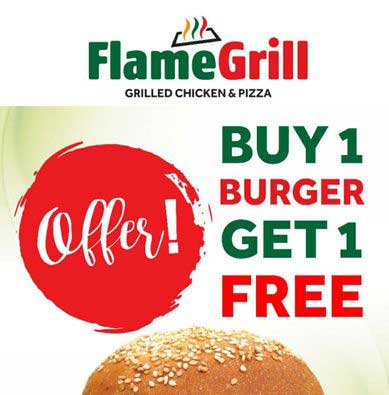 FlameGrill
GRILLED CHICKEN & PIZZA
Offer!
BUY 1
BURGER
GET 1
FREE